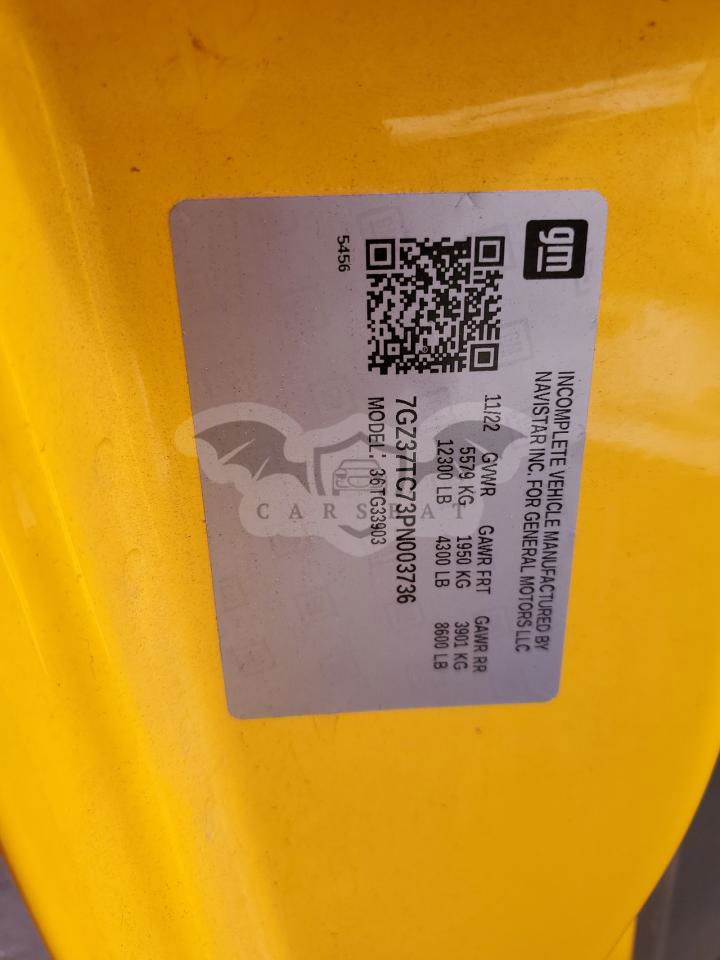 gm
INCOMPLETE VEHICLE MANUFACTURED BY
NAVISTAR INC. FOR GENERAL MOTORS LLC
11/22 GVWR GAWR FRT GAWR RR
5579 KG 1950 KG 3901 KG
12300 LB 4300 LB 8600 LB
7GZ37TC73PN003736
MODEL: 36TG33903
5456
CARSBAT